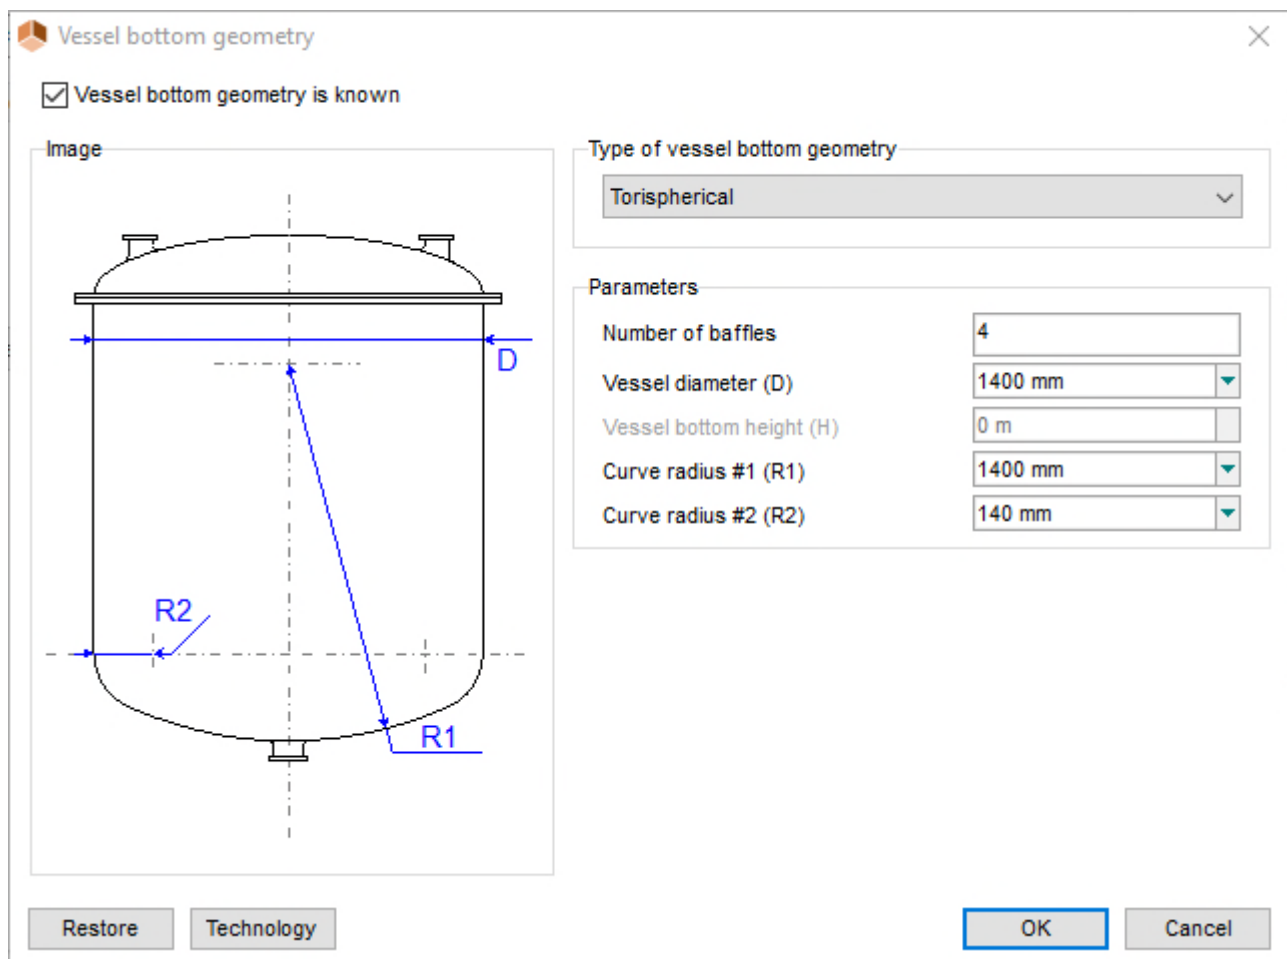 Vessel bottom geometry
Vessel bottom geometry is known
Image
D
R2
R1
Type of vessel bottom geometry
Torispherical
Parameters
Number of baffles 4
Vessel diameter (D) 1400 mm
Vessel bottom height (H) 0 m
Curve radius #1 (R1) 1400 mm
Curve radius #2 (R2) 140 mm
Restore Technology OK Cancel